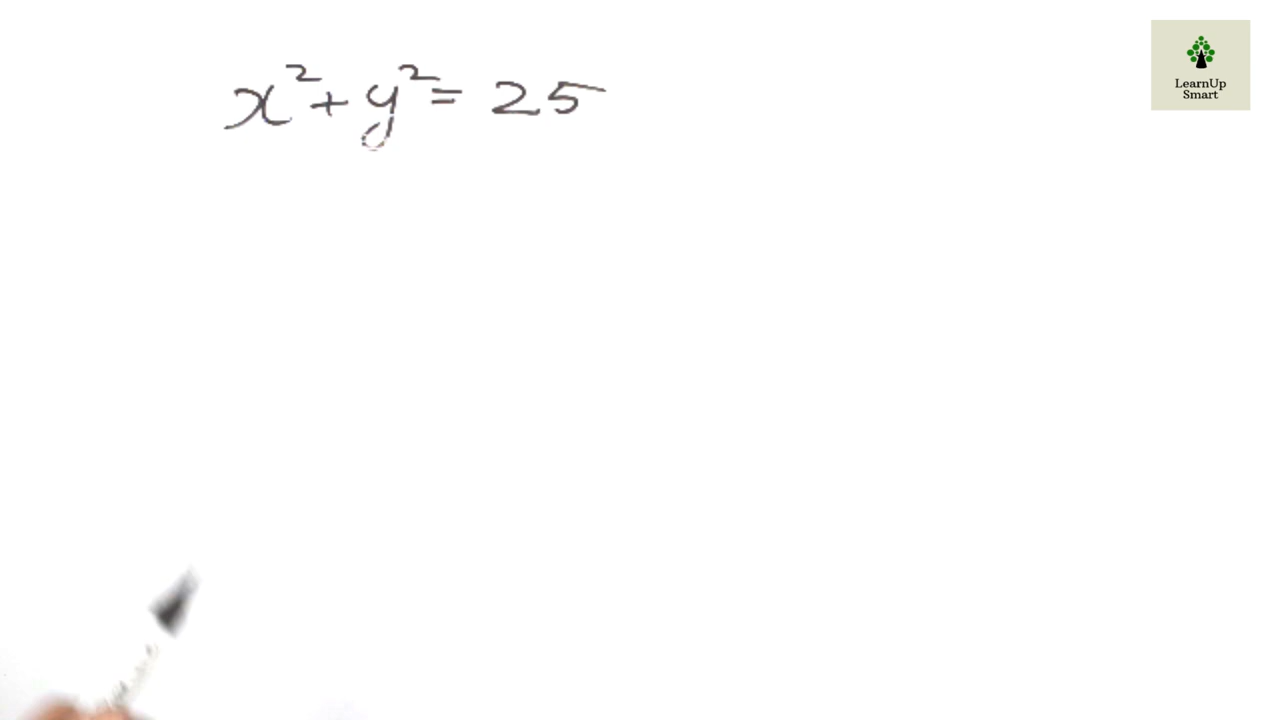 x² + y² = 25
LearnUp
Smart